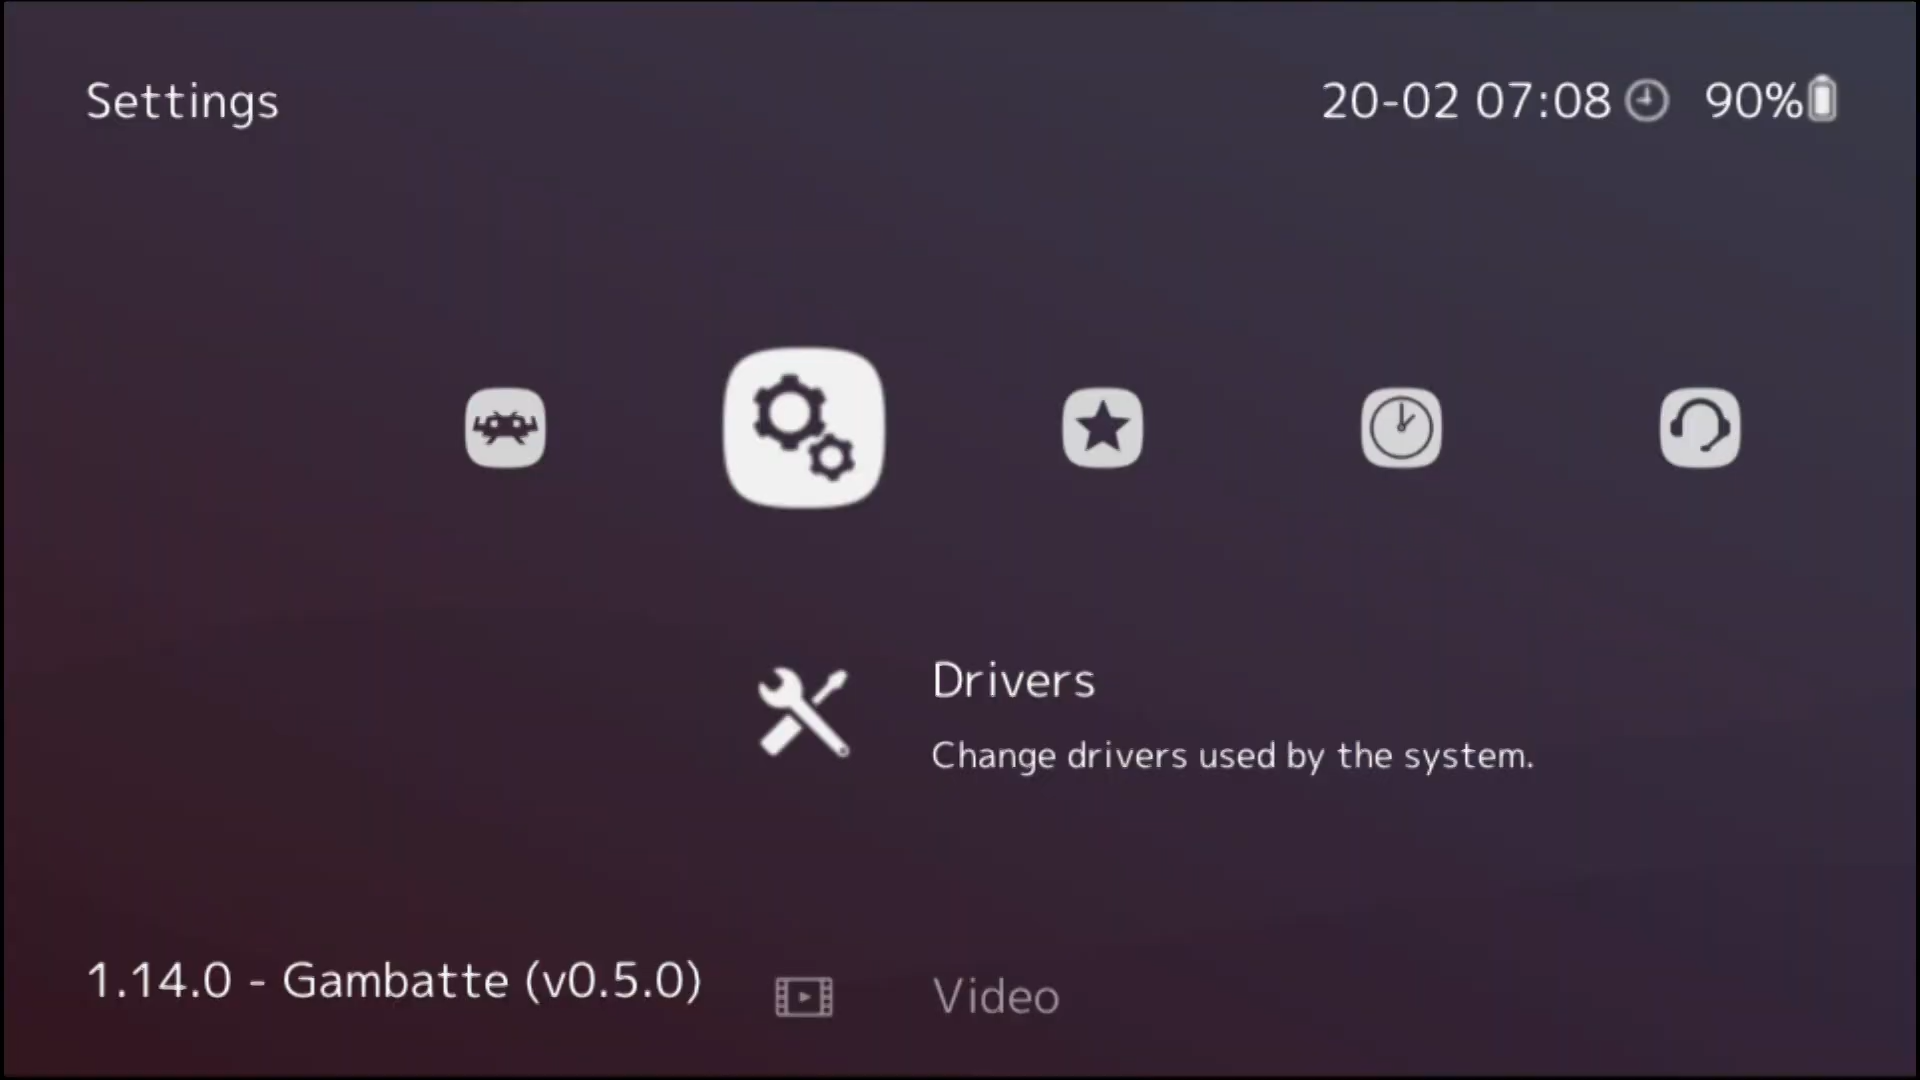 Settings
20-02 07:08 90%
Drivers
Change drivers used by the system.
1.14.0 - Gambatte (v0.5.0)
Video